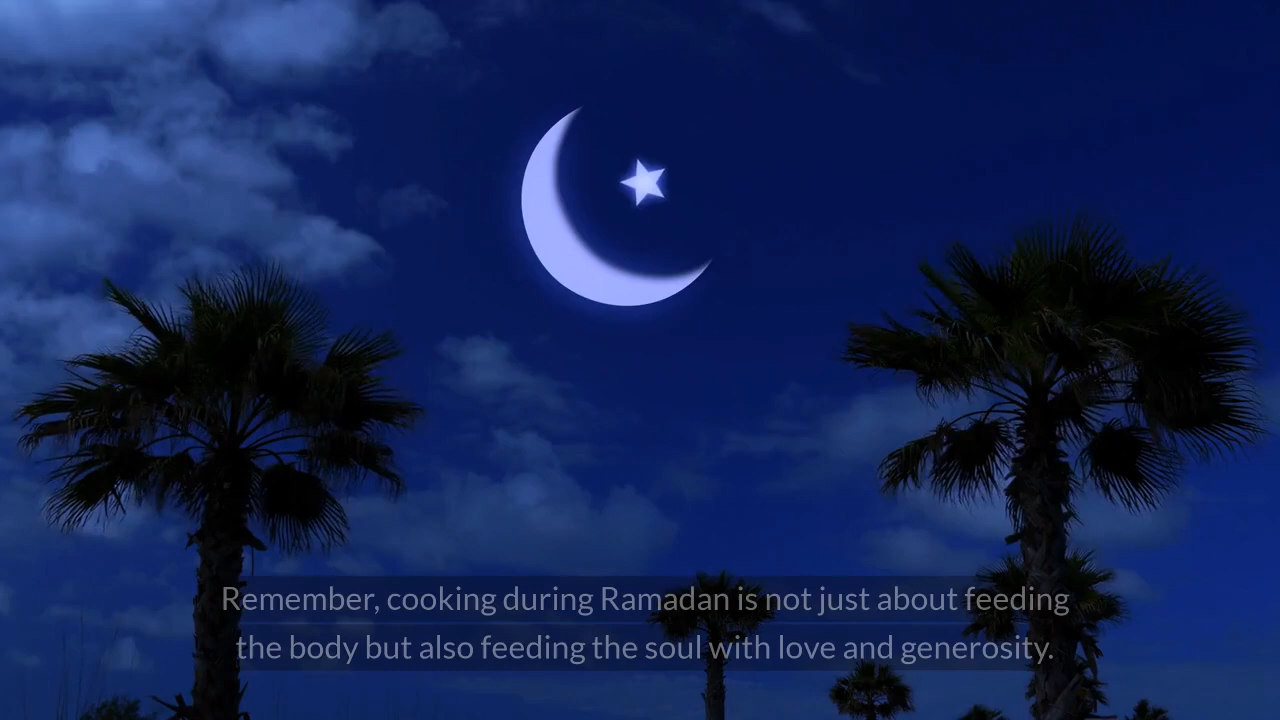 Remember, cooking during Ramadan is not just about feeding
the body but also feeding the soul with love and generosity.